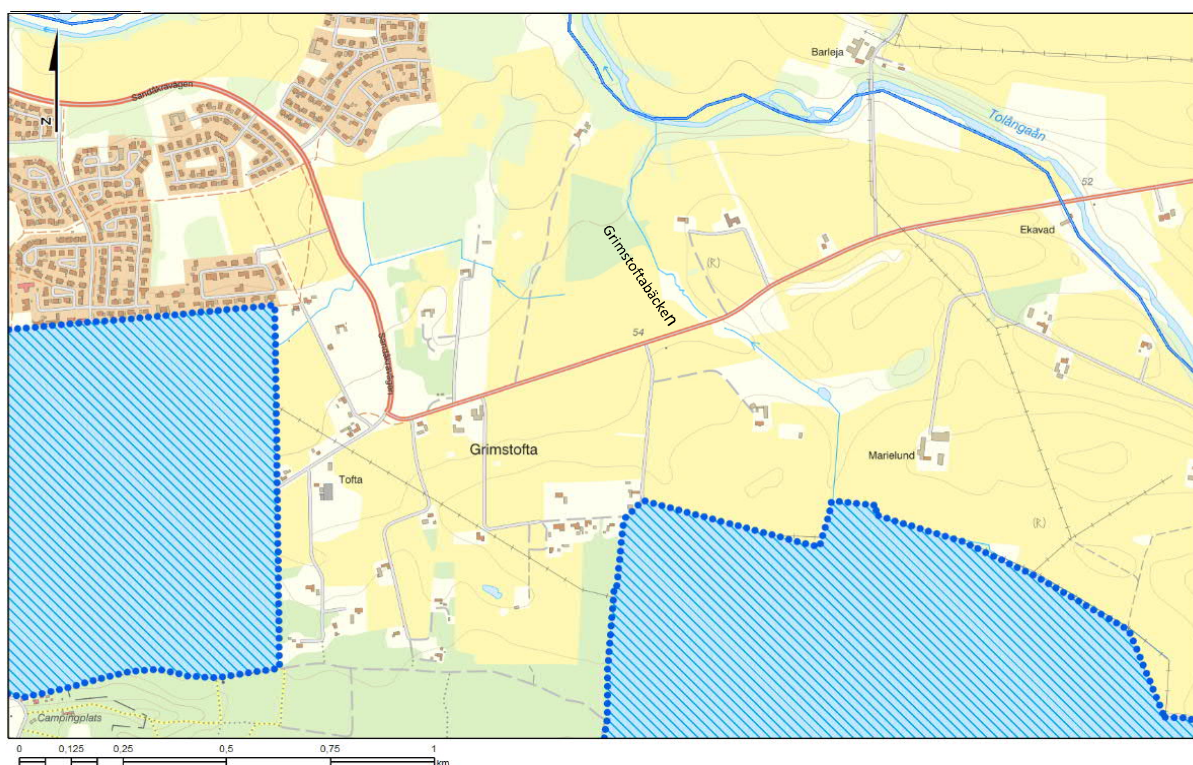 Barleja
Sandåkravägen
N
Tolångaån
52
Ekavad
Grimstoftabäcken
(R)
54
Sandåkravägen
Grimstofta
Marielund
Tofta
(R)
Campingplats
0 0,125 0,25 0,5 0,75 1
km